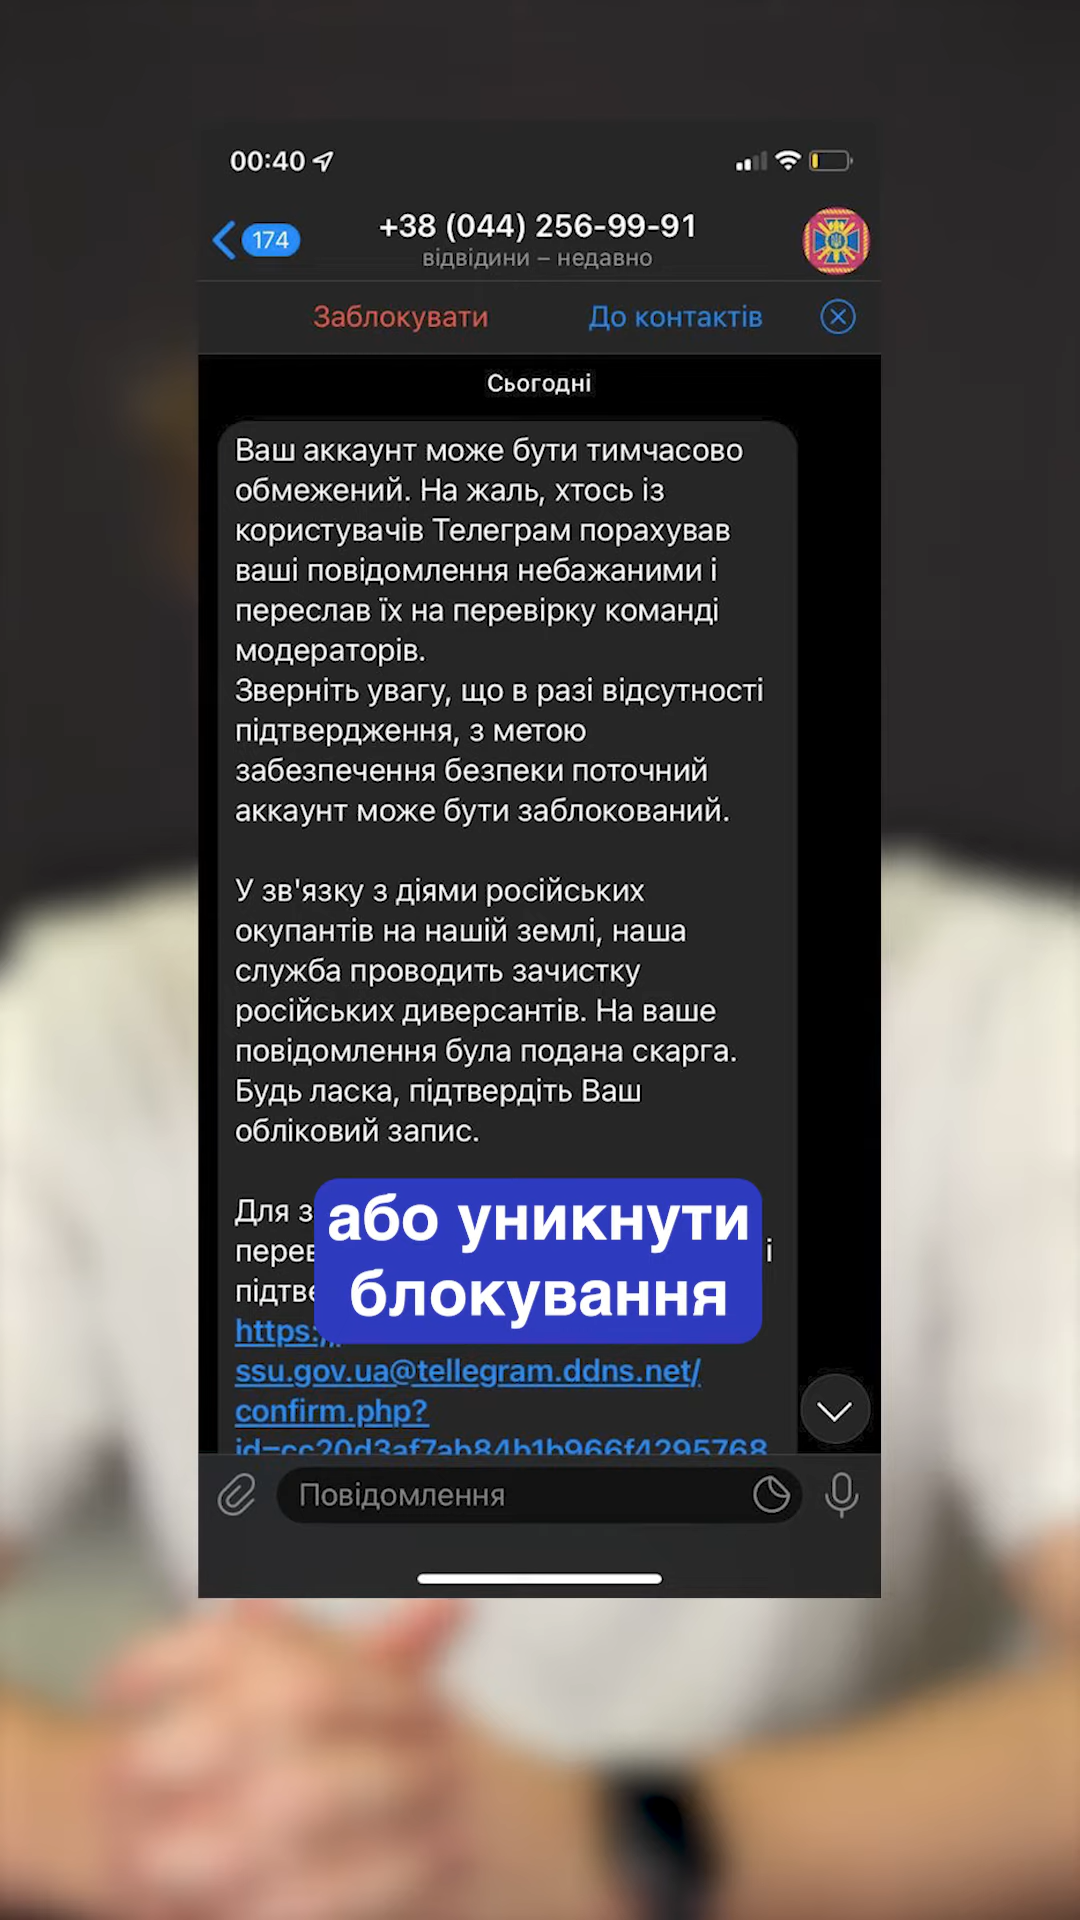 00:40
174
+38 (044) 256-99-91
відвідини – недавно
Заблокувати
До контактів
Сьогодні
Ваш аккаунт може бути тимчасово
обмежений. На жаль, хтось із
користувачів Телеграм порахував
ваші повідомлення небажаними і
переслав їх на перевірку команді
модераторів.
Зверніть увагу, що в разі відсутності
підтвердження, з метою
забезпечення безпеки поточний
аккаунт може бути заблокований.
У зв'язку з діями російських
окупантів на нашій землі, наша
служба проводить зачистку
російських диверсантів. На ваше
повідомлення була подана скарга.
Будь ласка, підтвердіть Ваш
обліковий запис.
Для
і
або уникнути
блокування
https://
ssu.gov.ua@tellegram.ddns.net/
confirm.php?
id=cc20d3af7ab84b1b966f4295768
Повідомлення